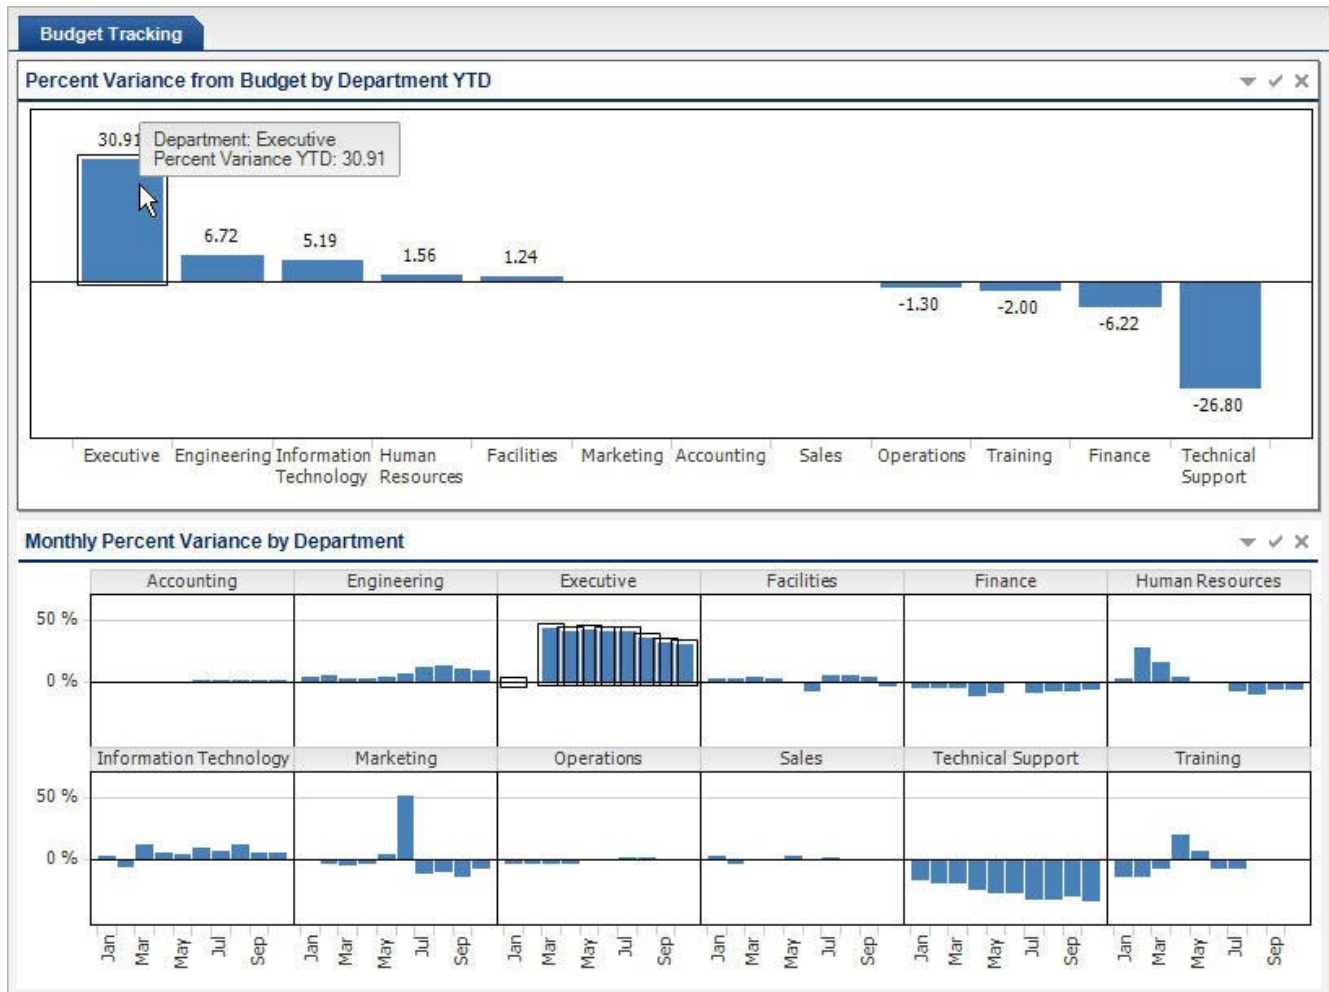 Budget Tracking
Percent Variance from Budget by Department YTD
30.91
Department: Executive
Percent Variance YTD: 30.91
6.72
5.19
1.56
1.24
-1.30
-2.00
-6.22
-26.80
Executive Engineering Information Technology Human Resources Facilities Marketing Accounting Sales Operations Training Finance Technical Support
Monthly Percent Variance by Department
Accounting Engineering Executive Facilities Finance Human Resources
50 %
0 %
Information Technology Marketing Operations Sales Technical Support Training
50 %
0 %
Jan Mar May Jul Sep Jan Mar May Jul Sep Jan Mar May Jul Sep Jan Mar May Jul Sep Jan Mar May Jul Sep Jan Mar May Jul Sep